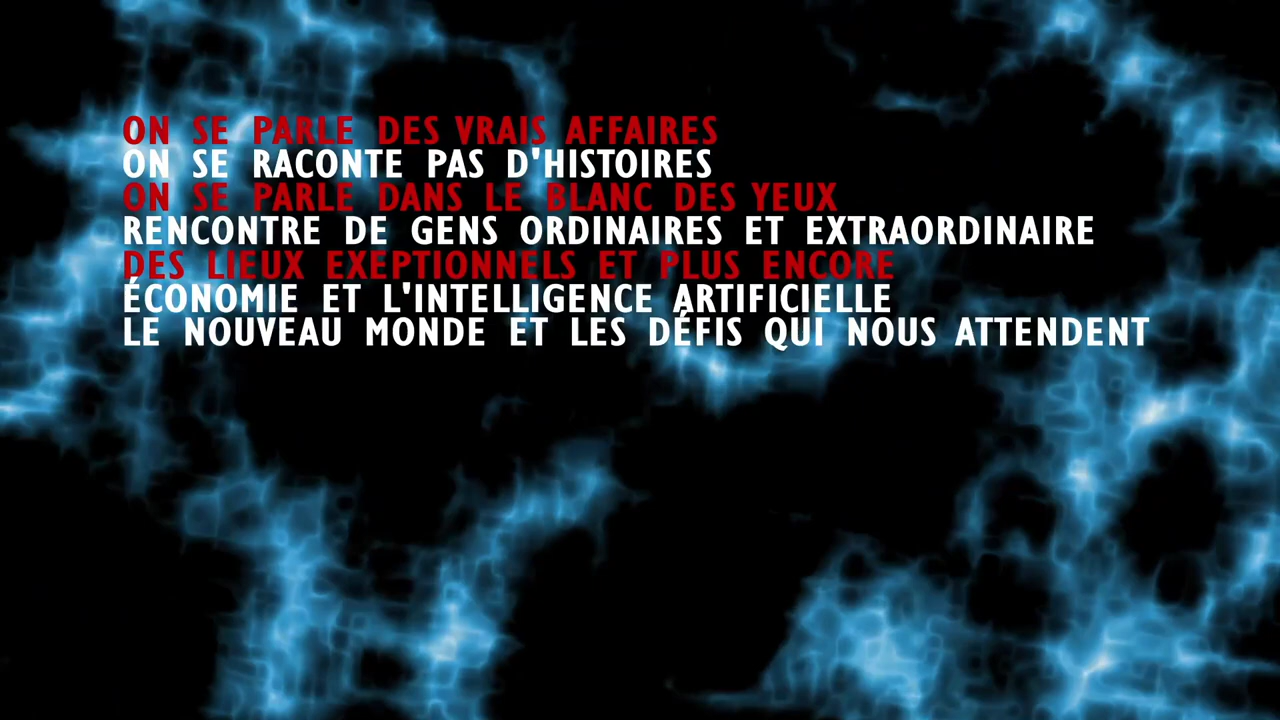 ON SE PARLE DES VRAIS AFFAIRES
ON SE RACONTE PAS D'HISTOIRES
ON SE PARLE DANS LE BLANC DES YEUX
RENCONTRE DE GENS ORDINAIRES ET EXTRAORDINAIRE
DES LIEUX EXEPTIONNELS ET PLUS ENCORE
ÉCONOMIE ET L'INTELLIGENCE ARTIFICIELLE
LE NOUVEAU MONDE ET LES DÉFIS QUI NOUS ATTENDENT